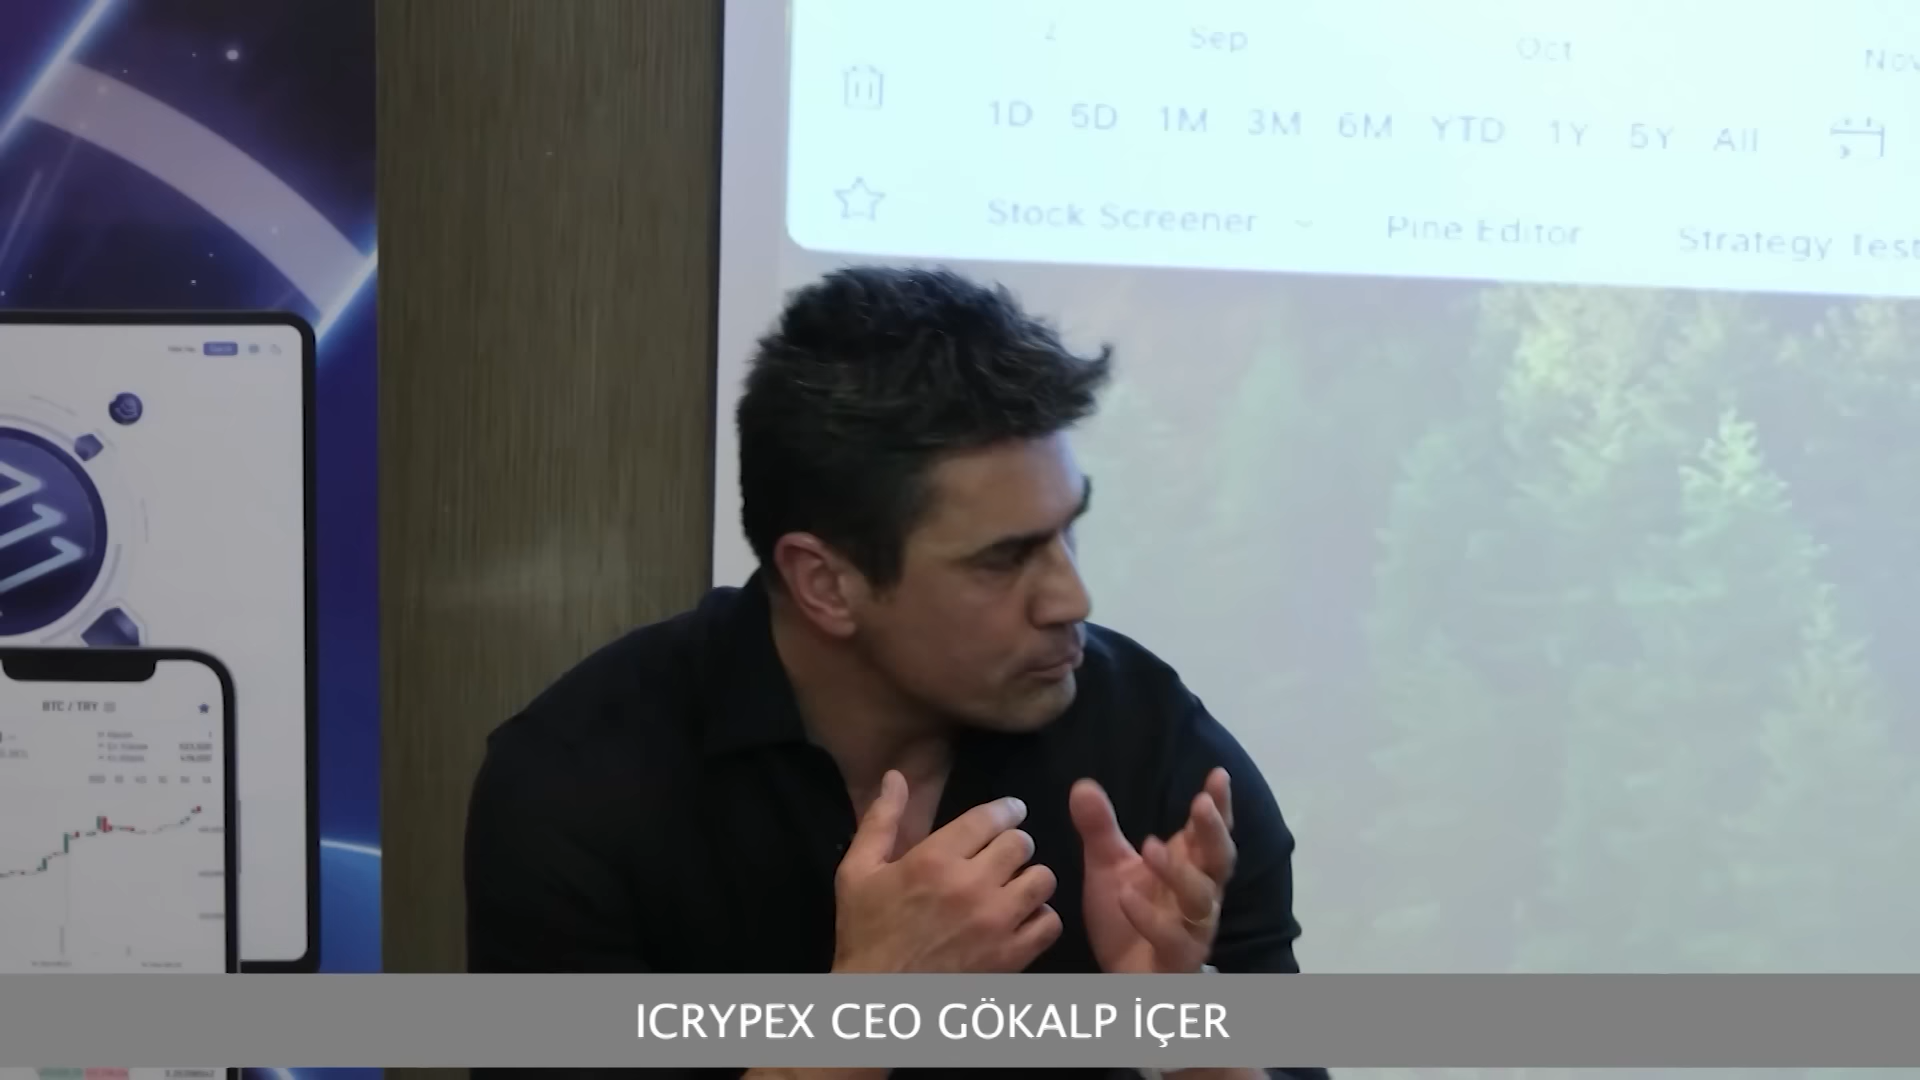 Sep Oct Nov
1D 5D 1M 3M 6M YTD 1Y 5Y All
Stock Screener Pine Editor Strategy Test
BTC / TRY
ICRYPEX CEO GÖKALP İÇER